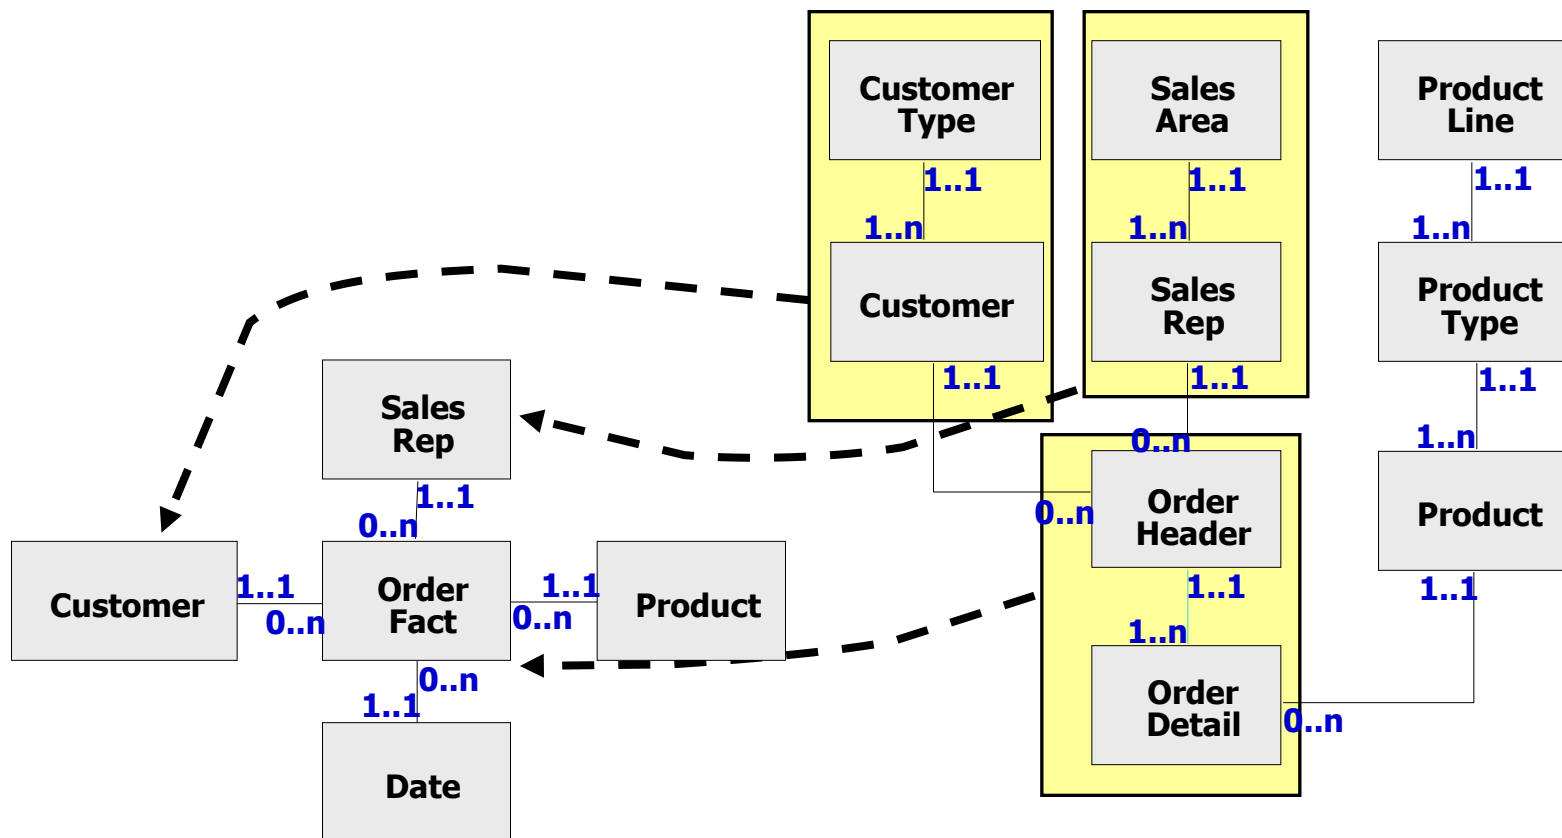 Customer
Type
Sales
Area
Product
Line
1..1
1..1
1..1
1..n
1..n
1..n
Customer
Sales
Rep
Product
Type
1..1
1..1
1..1
Sales
Rep
0..n
1..n
1..1
0..n
0..n
Order
Header
Product
Customer
1..1
0..n
Order
Fact
1..1
0..n
Product
1..1
1..1
1..n
0..n
1..1
Order
Detail
0..n
Date